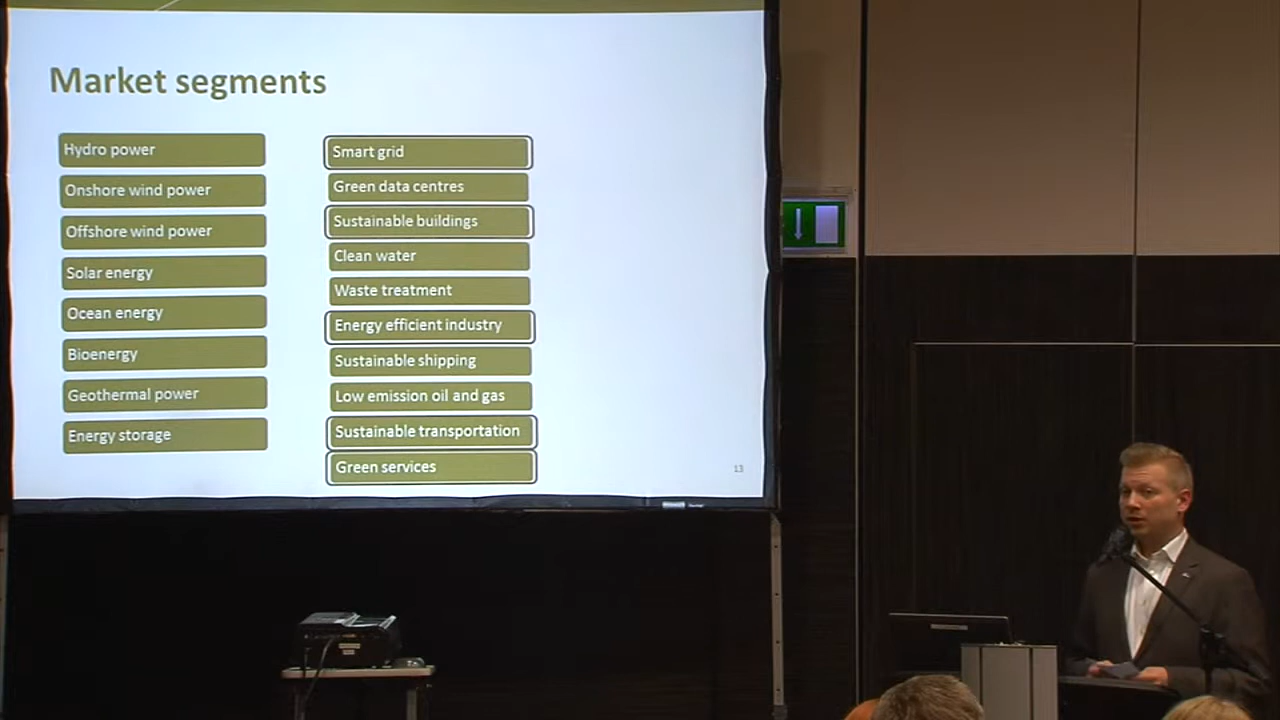 Market segments
Hydro power
Onshore wind power
Offshore wind power
Solar energy
Ocean energy
Bioenergy
Geothermal power
Energy storage
Smart grid
Green data centres
Sustainable buildings
Clean water
Waste treatment
Energy efficient industry
Sustainable shipping
Low emission oil and gas
Sustainable transportation
Green services
13